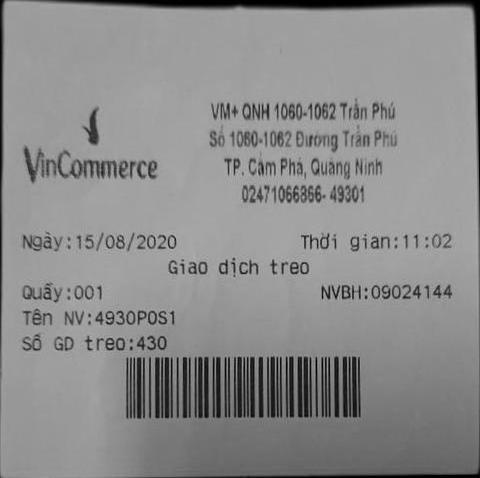 VinCommerce
VM+ QNH 1060-1062 Trần Phú
Số 1060-1062 Đường Trần Phú
TP. Cẩm Phả, Quảng Ninh
02471066866- 49301
Ngày:15/08/2020 Thời gian:11:02
Giao dịch treo
Quầy:001 NVBH:09024144
Tên NV:4930POS1
Số GD treo:430